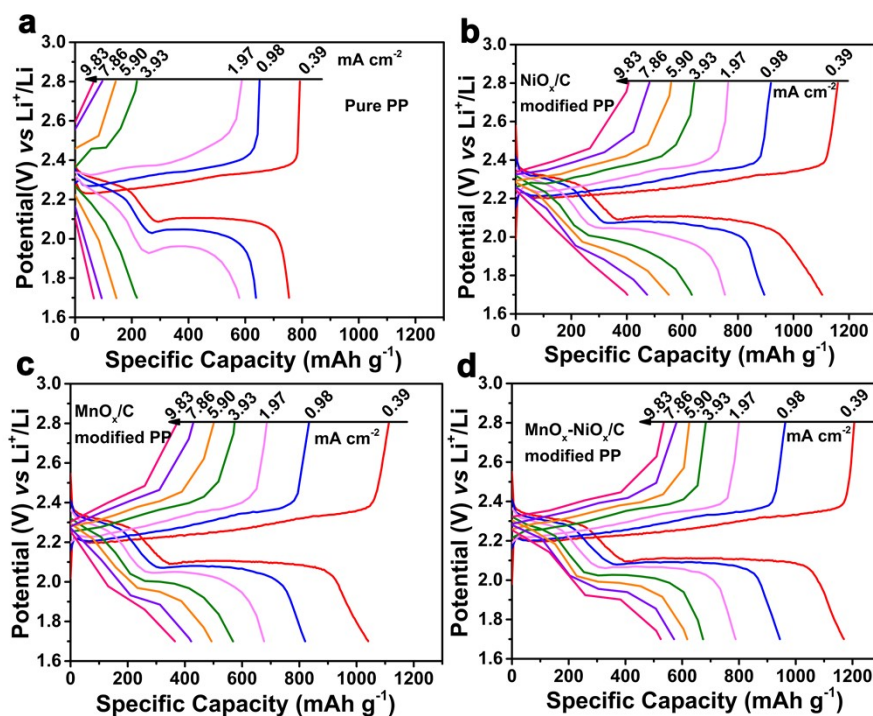 a
3.0
2.8
2.6
2.4
2.2
2.0
1.8
1.6
Potential(V) vs Li⁺/Li
9.83
7.86
5.90
3.93
1.97
0.98
0.39
mA cm⁻²
Pure PP
0 200 400 600 800 1000 1200
Specific Capacity (mAh g⁻¹)
b
3.0
2.8
2.6
2.4
2.2
2.0
1.8
1.6
Potential (V) vs Li⁺/Li
9.83
7.86
5.90
3.93
1.97
0.98
0.39
NiOₓ/C
modified PP
mA cm⁻²
0 200 400 600 800 1000 1200
Specific Capacity (mAh g⁻¹)
c
3.0
2.8
2.6
2.4
2.2
2.0
1.8
1.6
Potential (V) vs Li⁺/Li
9.83
7.86
5.90
3.93
1.97
0.98
0.39
MnOₓ/C
modified PP
mA cm⁻²
0 200 400 600 800 1000 1200
Specific Capacity (mAh g⁻¹)
d
3.0
2.8
2.6
2.4
2.2
2.0
1.8
1.6
Potential (V) vs Li⁺/Li
9.83
7.86
5.90
3.93
1.97
0.98
0.39
MnOₓ-NiOₓ/C
modified PP
mA cm⁻²
0 200 400 600 800 1000 1200
Specific Capacity (mAh g⁻¹)